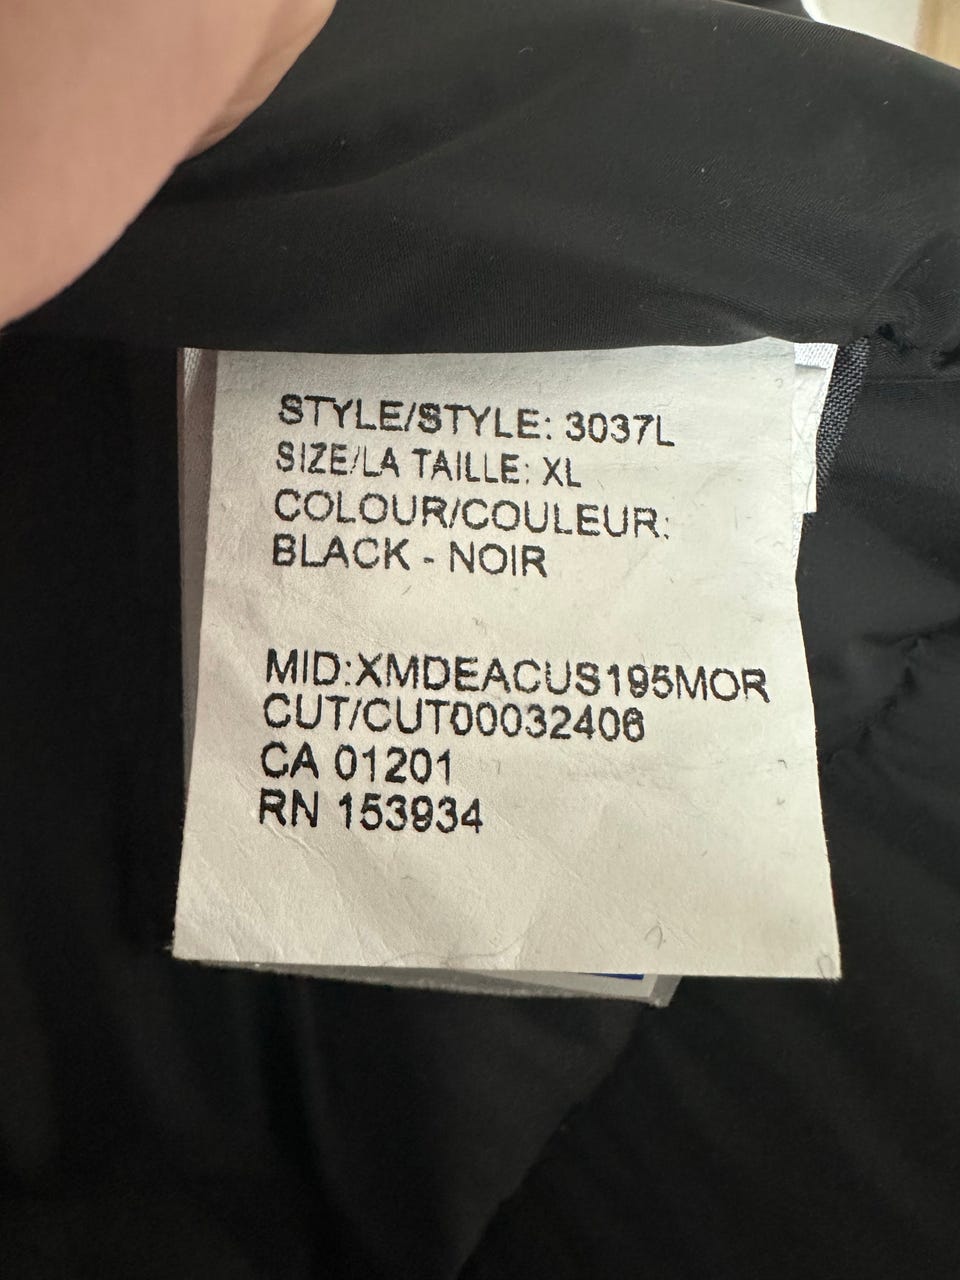 STYLE/STYLE: 3037L
SIZE/LA TAILLE: XL
COLOUR/COULEUR:
BLACK - NOIR
MID:XMDEACUS195MOR
CUT/CUT00032406
CA 01201
RN 153934